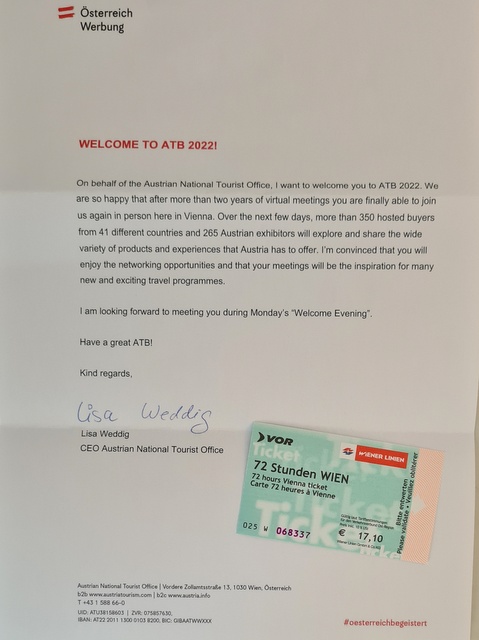 Österreich
Werbung
WELCOME TO ATB 2022!
On behalf of the Austrian National Tourist Office, I want to welcome you to ATB 2022. We
are so happy that after more than two years of virtual meetings you are finally able to join
us again in person here in Vienna. Over the next few days, more than 350 hosted buyers
from 41 different countries and 265 Austrian exhibitors will explore and share the wide
variety of products and experiences that Austria has to offer. I'm convinced that you will
enjoy the networking opportunities and that your meetings will be the inspiration for many
new and exciting travel programmes.
I am looking forward to meeting you during Monday's “Welcome Evening”.
Have a great ATB!
Kind regards,
Lisa Weddig
Lisa Weddig
CEO Austrian National Tourist Office
VOR
WIENER LINIEN
Ticket
72 Stunden WIEN
72 hours Vienna ticket
Carte 72 heures à Vienne
025 W 068337
€ 17,10
Bitte entwerten
Please validate • Veuillez oblitérer
Austrian National Tourist Office | Vordere Zollamtsstraße 13, 1030 Wien, Österreich
b2b www.austriatourism.com | b2c www.austria.info
T +43 1 588 66-0
UID: ATU38158603 | ZVR: 075857630,
IBAN: AT22 2011 1300 0103 8200, BIC: GIBAATWWXXX
#oesterreichbegeistert